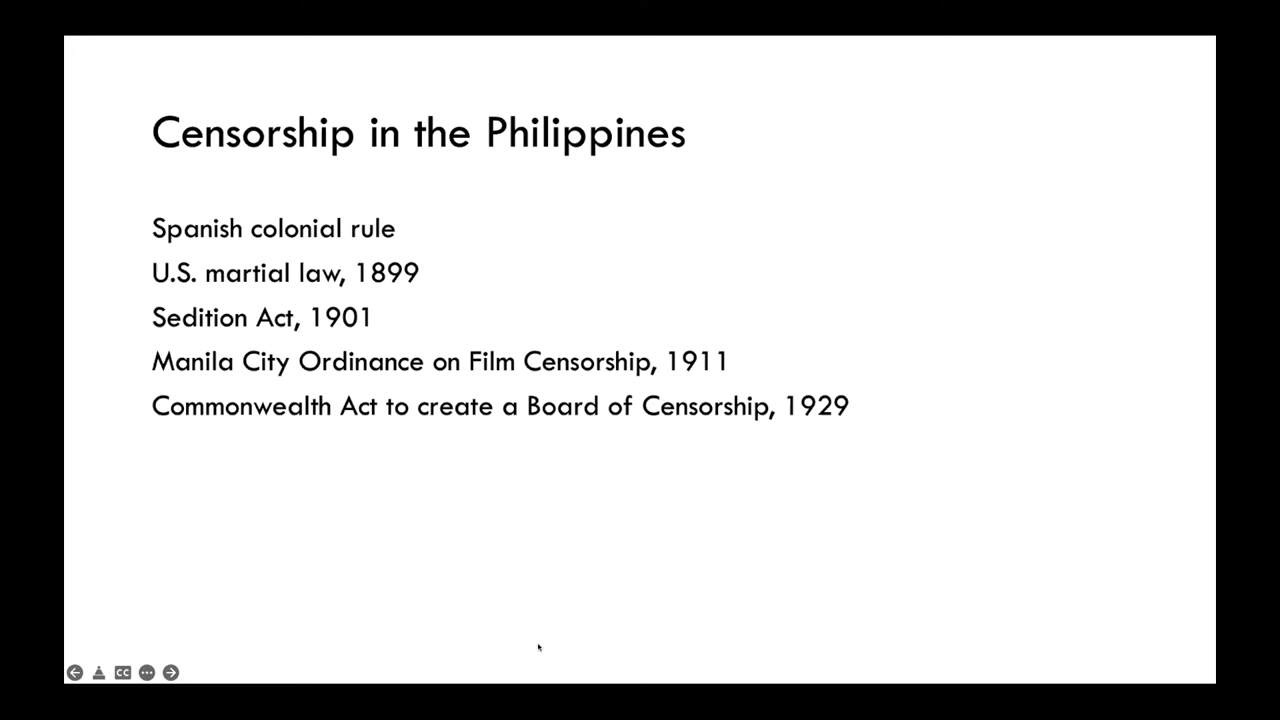 Censorship in the Philippines
Spanish colonial rule
U.S. martial law, 1899
Sedition Act, 1901
Manila City Ordinance on Film Censorship, 1911
Commonwealth Act to create a Board of Censorship, 1929
CC